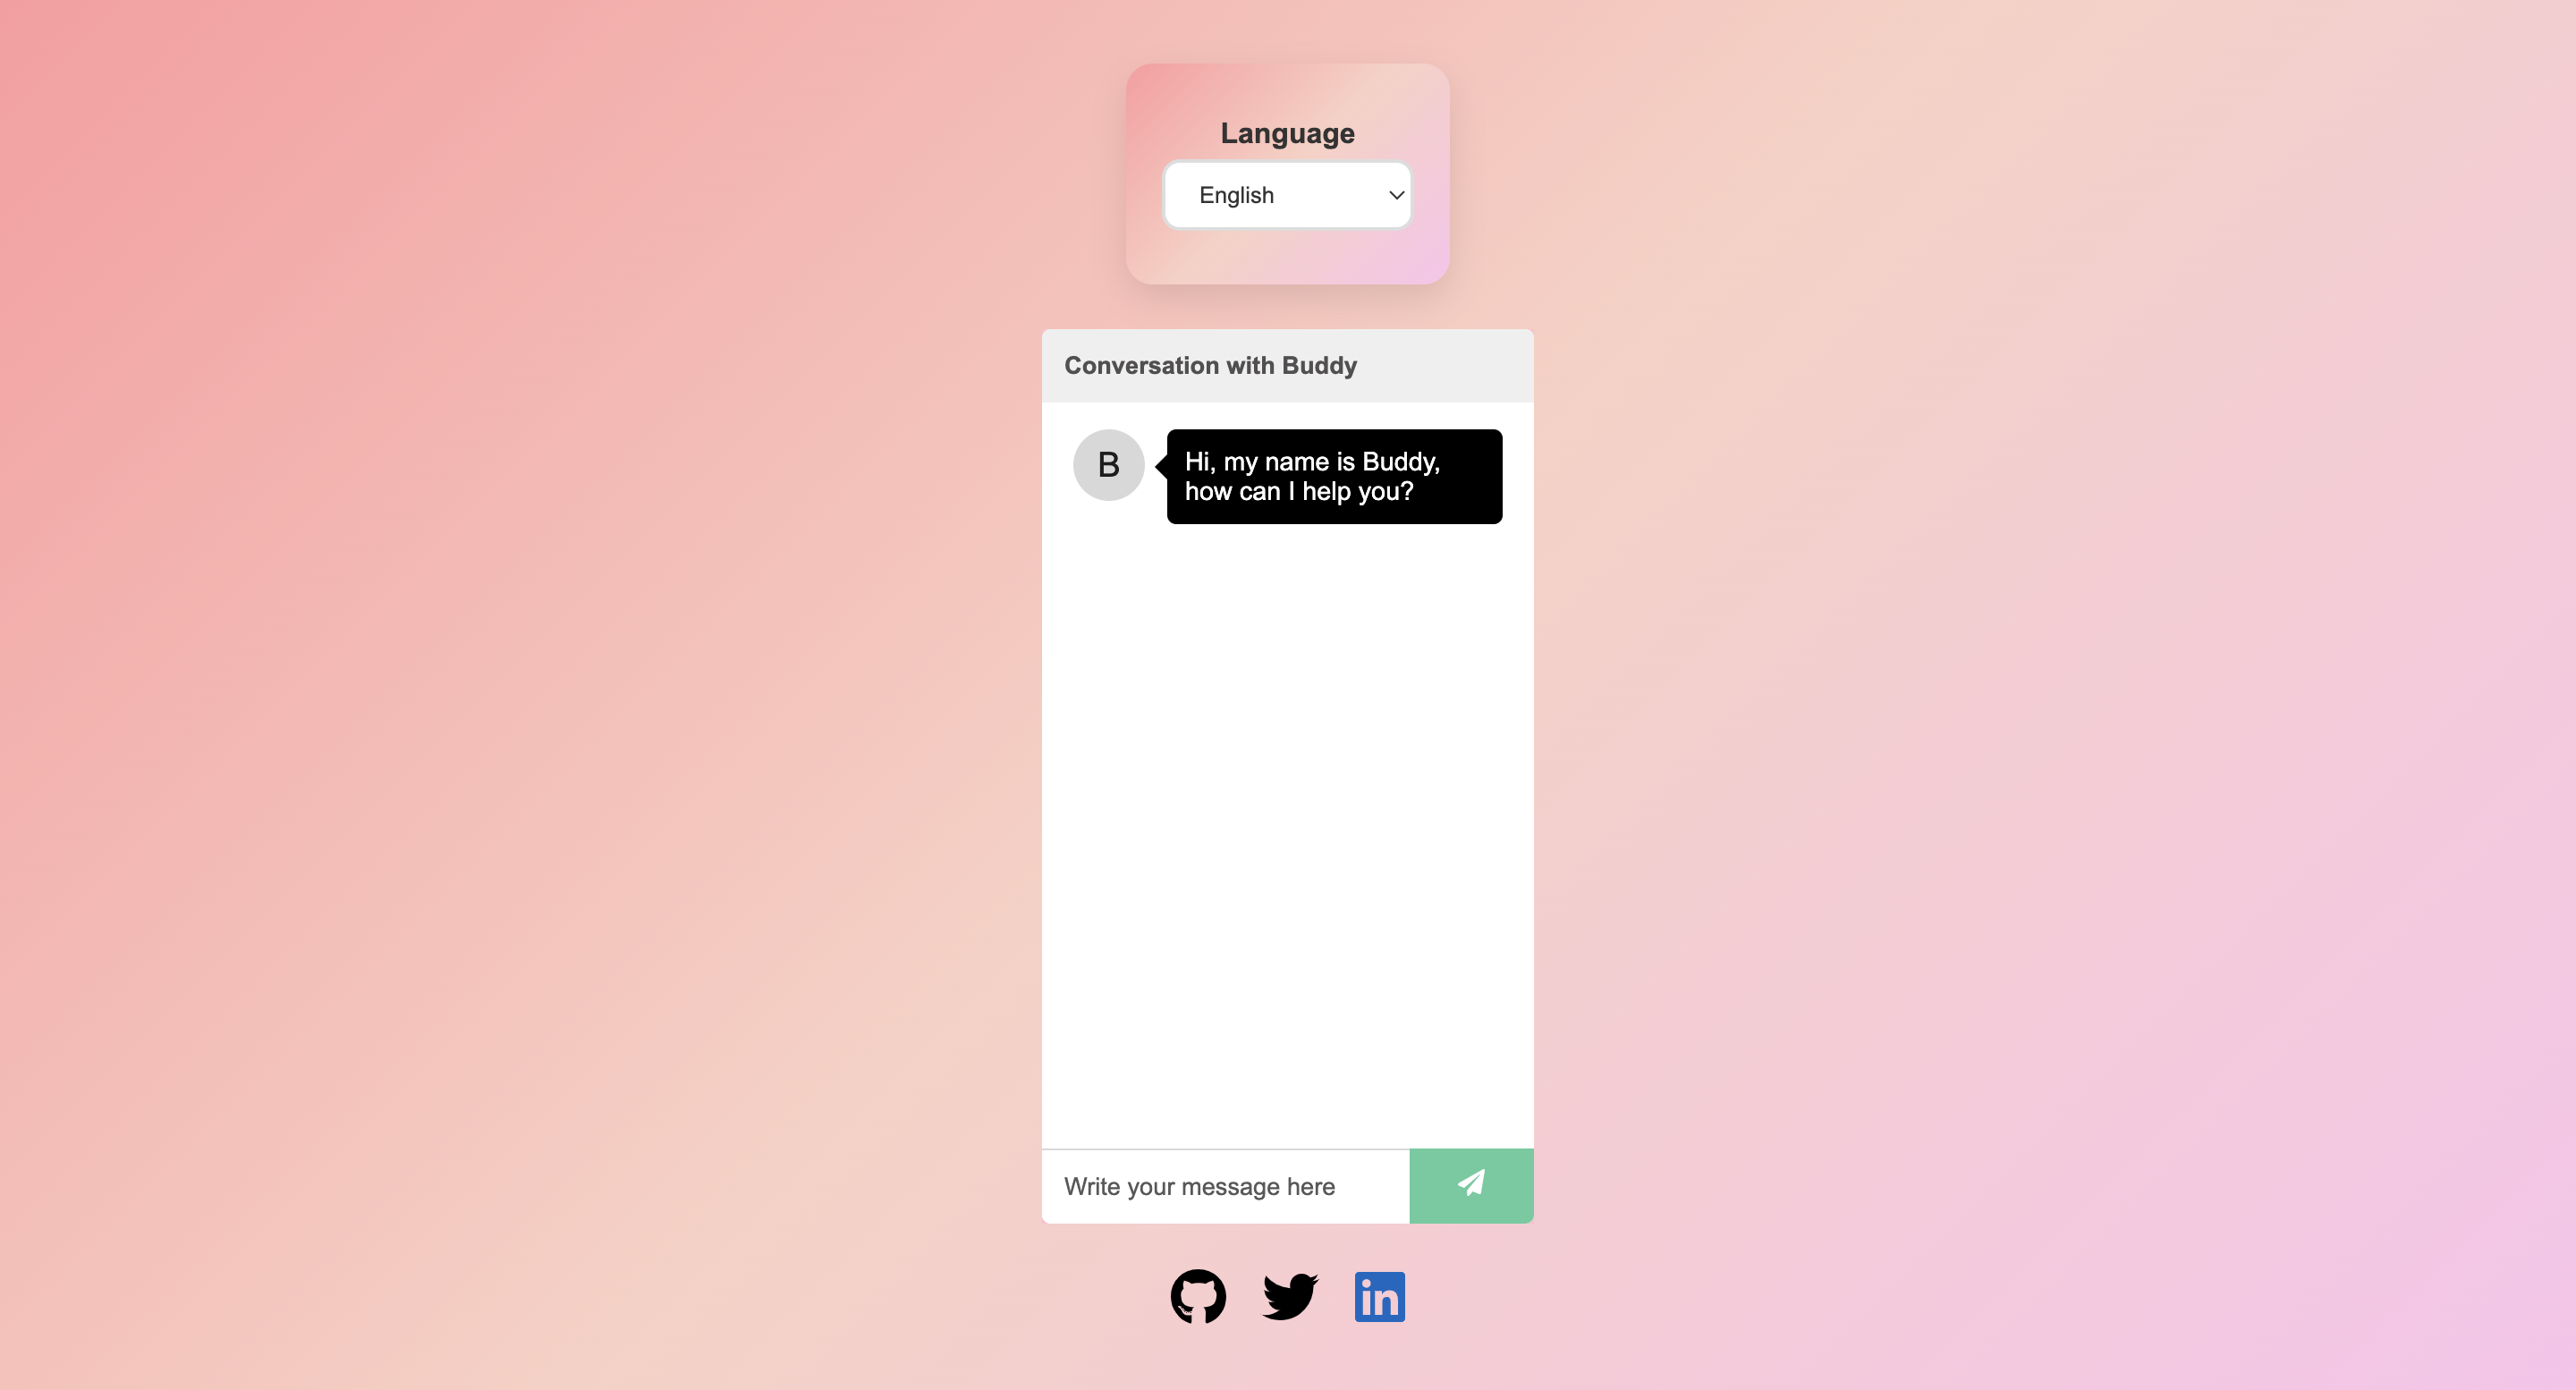 Language
English
Conversation with Buddy
B
Hi, my name is Buddy,
how can I help you?
Write your message here
in